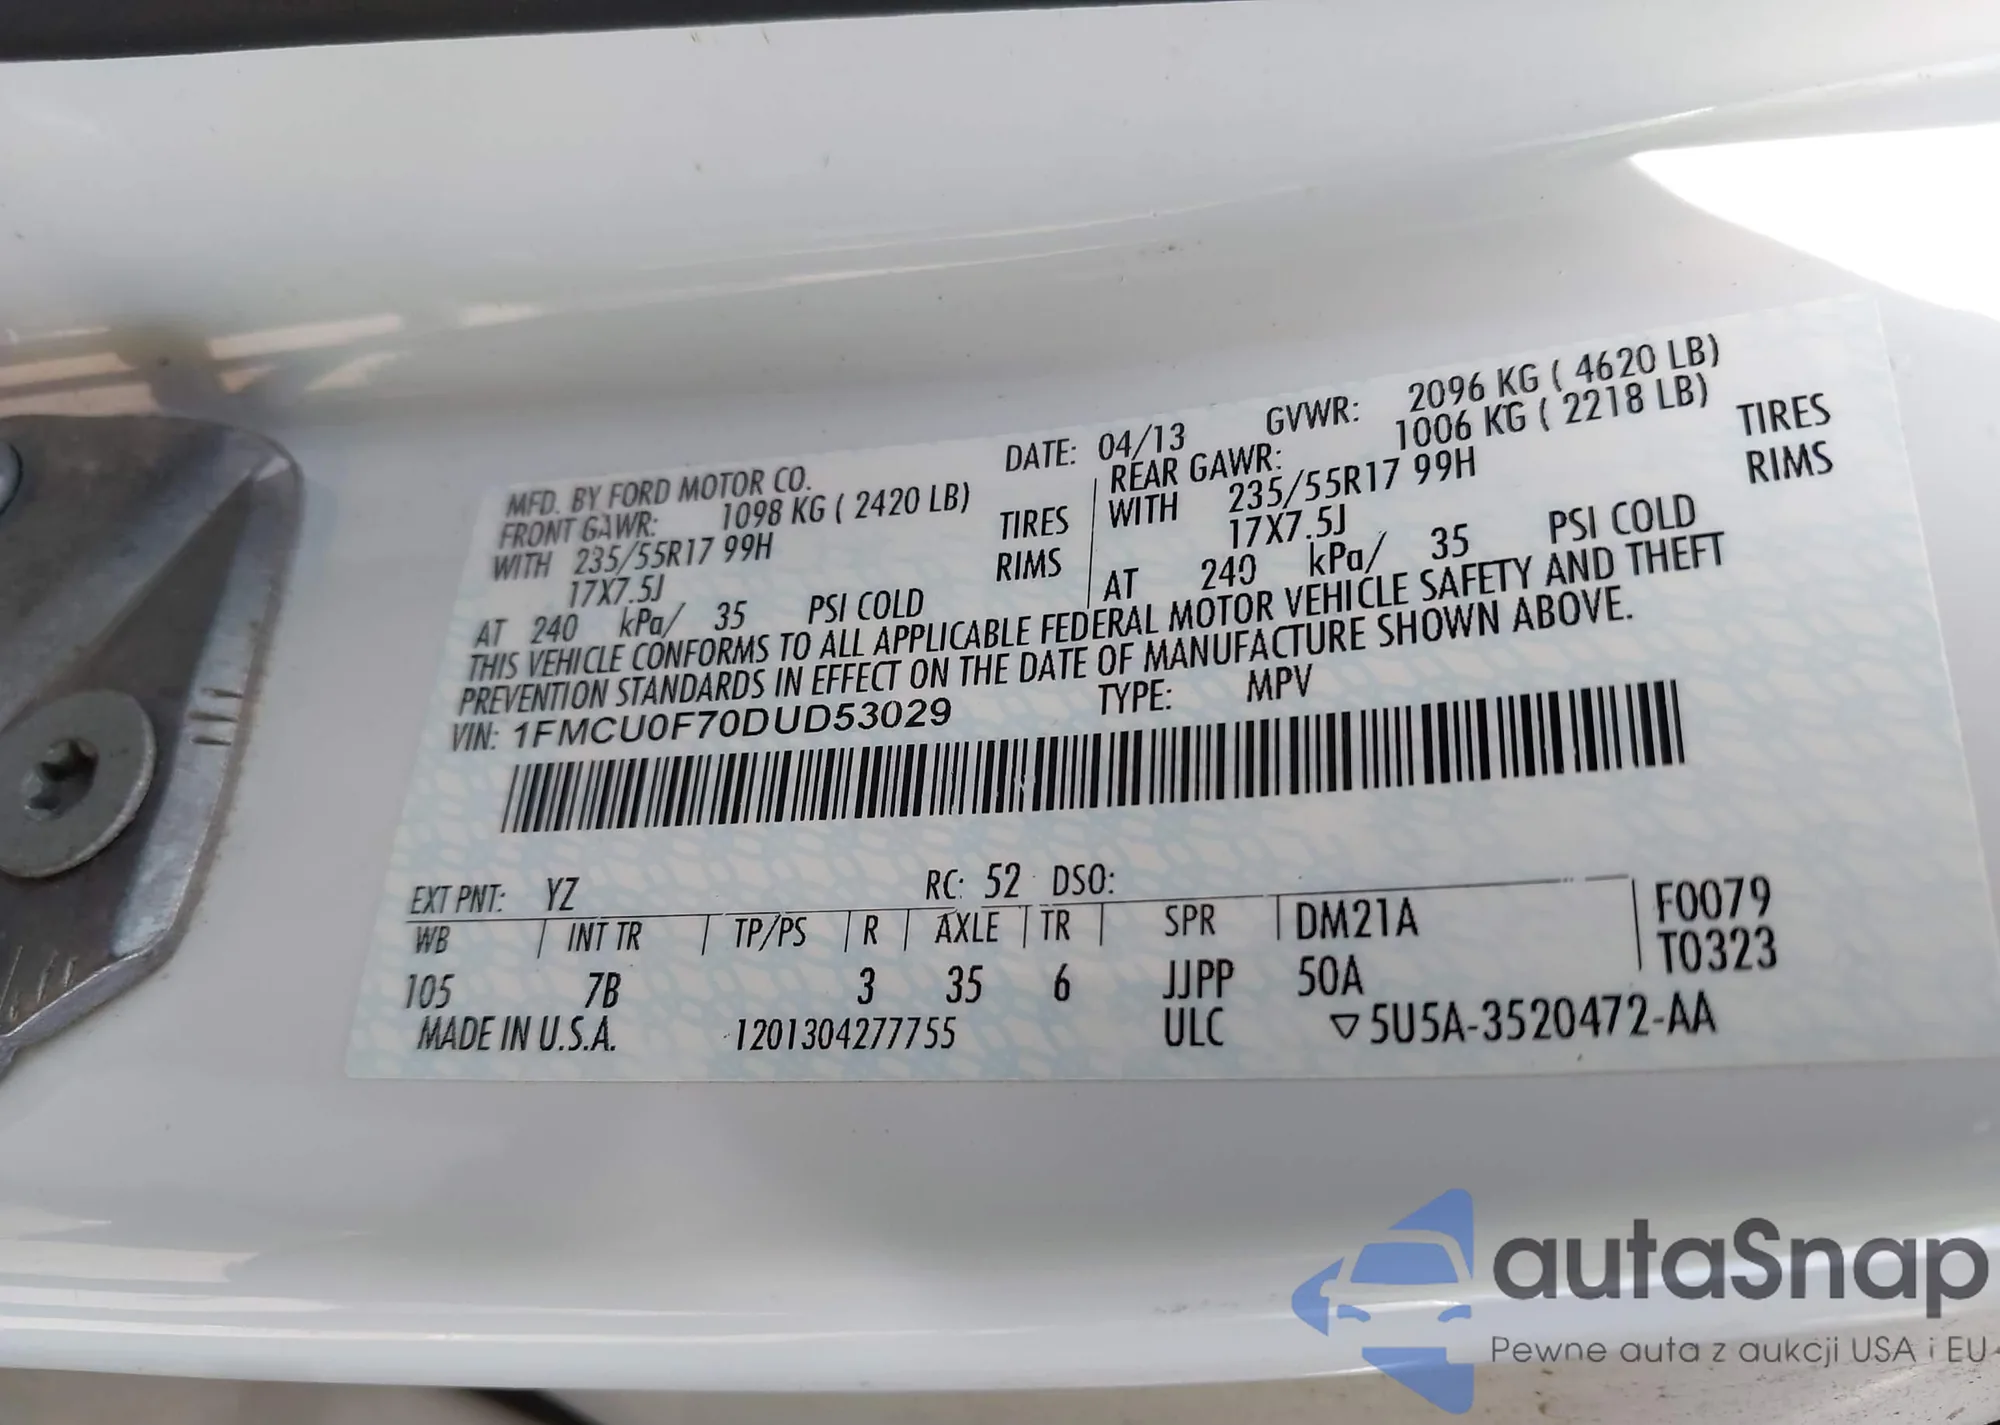 MFD. BY FORD MOTOR CO. DATE: 04/13 GVWR: 2096 KG ( 4620 LB)
FRONT GAWR: 1098 KG ( 2420 LB) REAR GAWR: 1006 KG ( 2218 LB)
WITH 235/55R17 99H TIRES WITH 235/55R17 99H TIRES
17X7.5J RIMS 17X7.5J RIMS
AT 240 kPa/ 35 PSI COLD AT 240 kPa/ 35 PSI COLD
THIS VEHICLE CONFORMS TO ALL APPLICABLE FEDERAL MOTOR VEHICLE SAFETY AND THEFT
PREVENTION STANDARDS IN EFFECT ON THE DATE OF MANUFACTURE SHOWN ABOVE.
VIN: 1FMCU0F70DUD53029 TYPE: MPV
EXT PNT: YZ RC: 52 DSO:
WB INT TR TP/PS R AXLE TR SPR DM21A F0079
105 7B 3 35 6 JJPP 50A T0323
MADE IN U.S.A. 1201304277755 ULC ▽5U5A-3520472-AA
autaSnap
Pewne auta z aukcji USA i EU